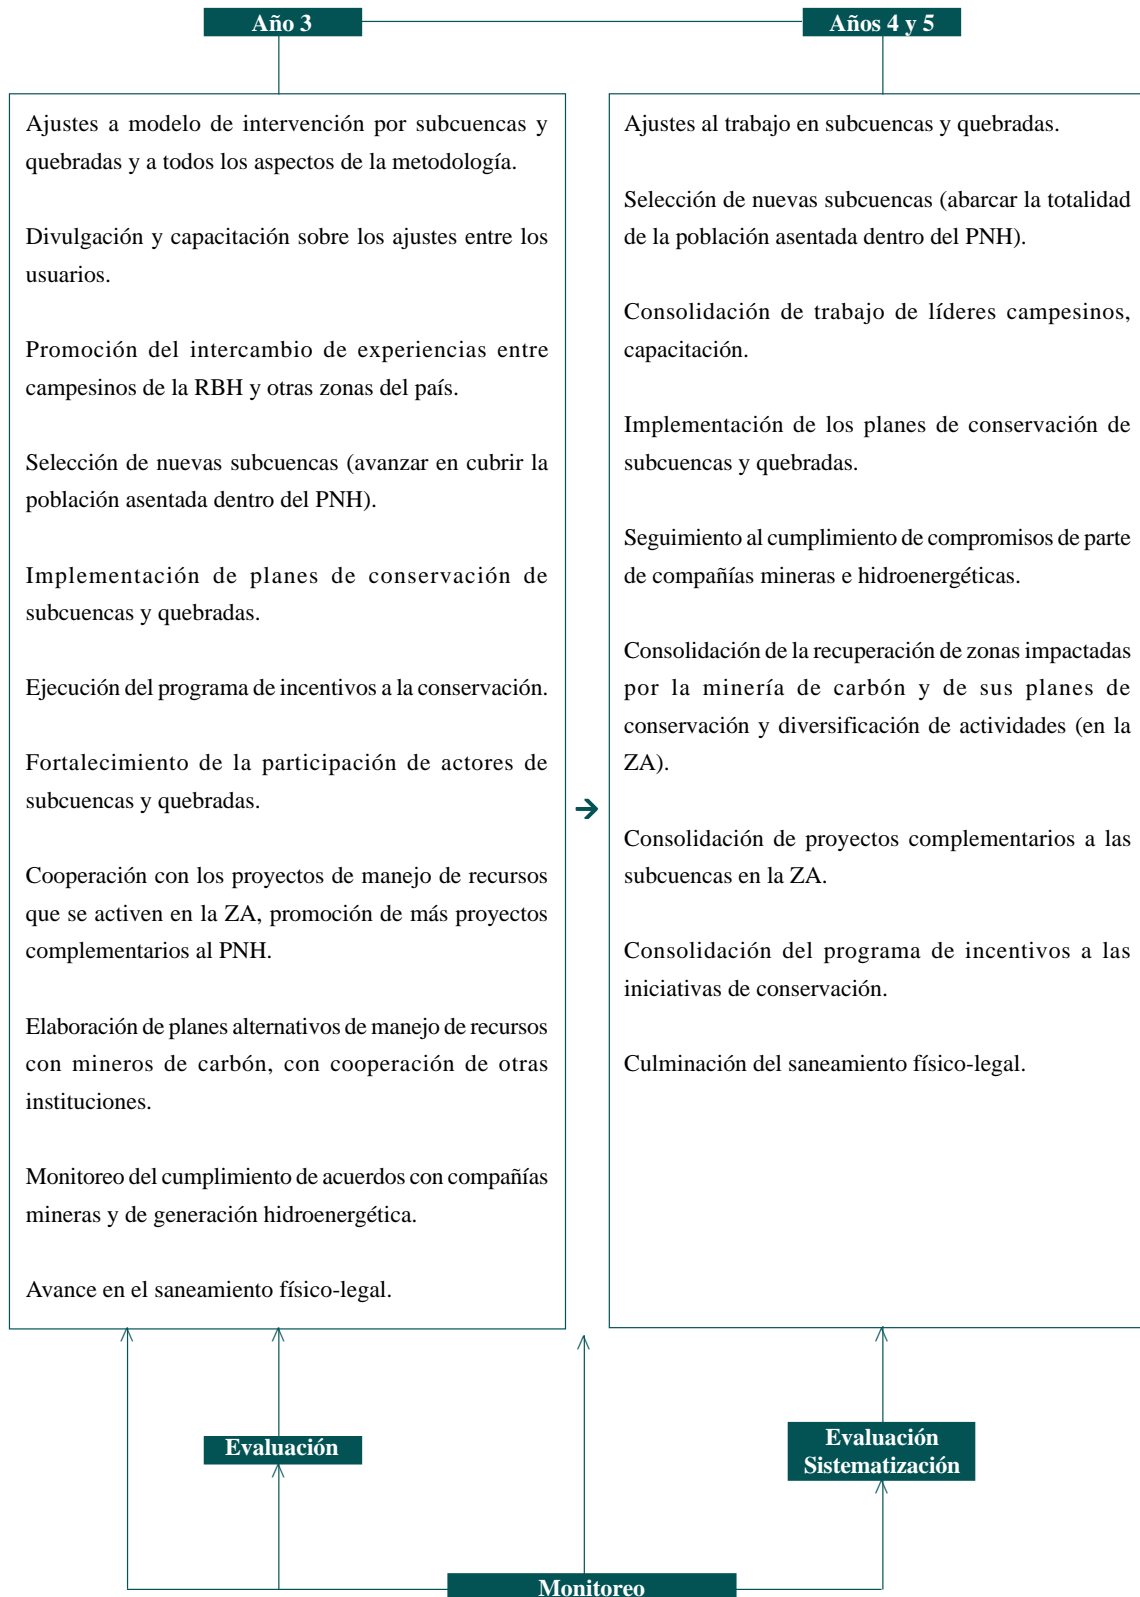 Año 3
Años 4 y 5
Ajustes a modelo de intervención por subcuencas y
quebradas y a todos los aspectos de la metodología.
Divulgación y capacitación sobre los ajustes entre los
usuarios.
Promoción del intercambio de experiencias entre
campesinos de la RBH y otras zonas del país.
Selección de nuevas subcuencas (avanzar en cubrir la
población asentada dentro del PNH).
Implementación de planes de conservación de
subcuencas y quebradas.
Ejecución del programa de incentivos a la conservación.
Fortalecimiento de la participación de actores de
subcuencas y quebradas.
Cooperación con los proyectos de manejo de recursos
que se activen en la ZA, promoción de más proyectos
complementarios al PNH.
Elaboración de planes alternativos de manejo de recursos
con mineros de carbón, con cooperación de otras
instituciones.
Monitoreo del cumplimiento de acuerdos con compañías
mineras y de generación hidroenergética.
Avance en el saneamiento físico-legal.
Ajustes al trabajo en subcuencas y quebradas.
Selección de nuevas subcuencas (abarcar la totalidad
de la población asentada dentro del PNH).
Consolidación de trabajo de líderes campesinos,
capacitación.
Implementación de los planes de conservación de
subcuencas y quebradas.
Seguimiento al cumplimiento de compromisos de parte
de compañías mineras e hidroenergéticas.
Consolidación de la recuperación de zonas impactadas
por la minería de carbón y de sus planes de
conservación y diversificación de actividades (en la
ZA).
Consolidación de proyectos complementarios a las
subcuencas en la ZA.
Consolidación del programa de incentivos a las
iniciativas de conservación.
Culminación del saneamiento físico-legal.
Evaluación
Evaluación
Sistematización
Monitoreo